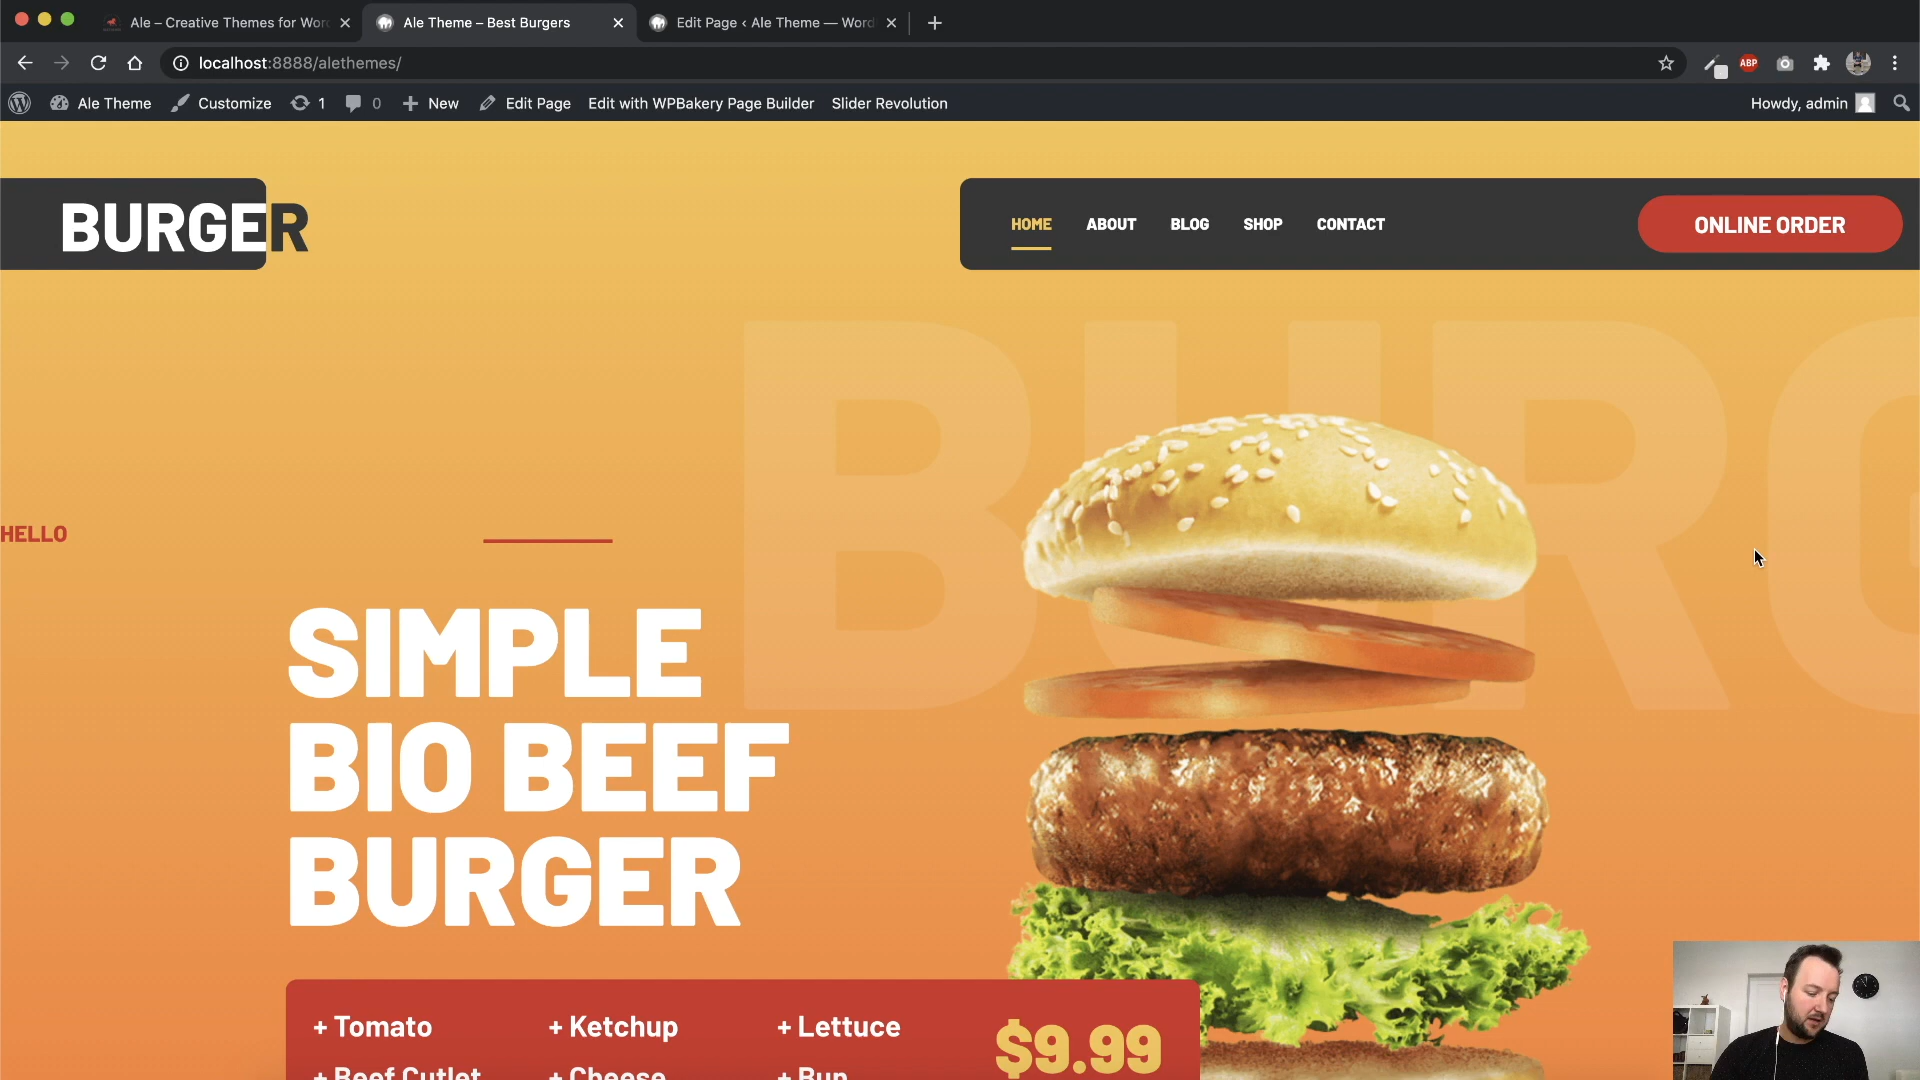 Ale – Creative Themes for Wor
Ale Theme – Best Burgers
Edit Page ‹ Ale Theme — Word
localhost:8888/alethemes/
ABP
Ale Theme
Customize
1
0
New
Edit Page
Edit with WPBakery Page Builder
Slider Revolution
Howdy, admin
BURGER
HOME
ABOUT
BLOG
SHOP
CONTACT
ONLINE ORDER
BURG
HELLO
SIMPLE
BIO BEEF
BURGER
+ Tomato
+ Ketchup
+ Lettuce
$9.99
+ Beef Cutlet
+ Cheese
+ Bun